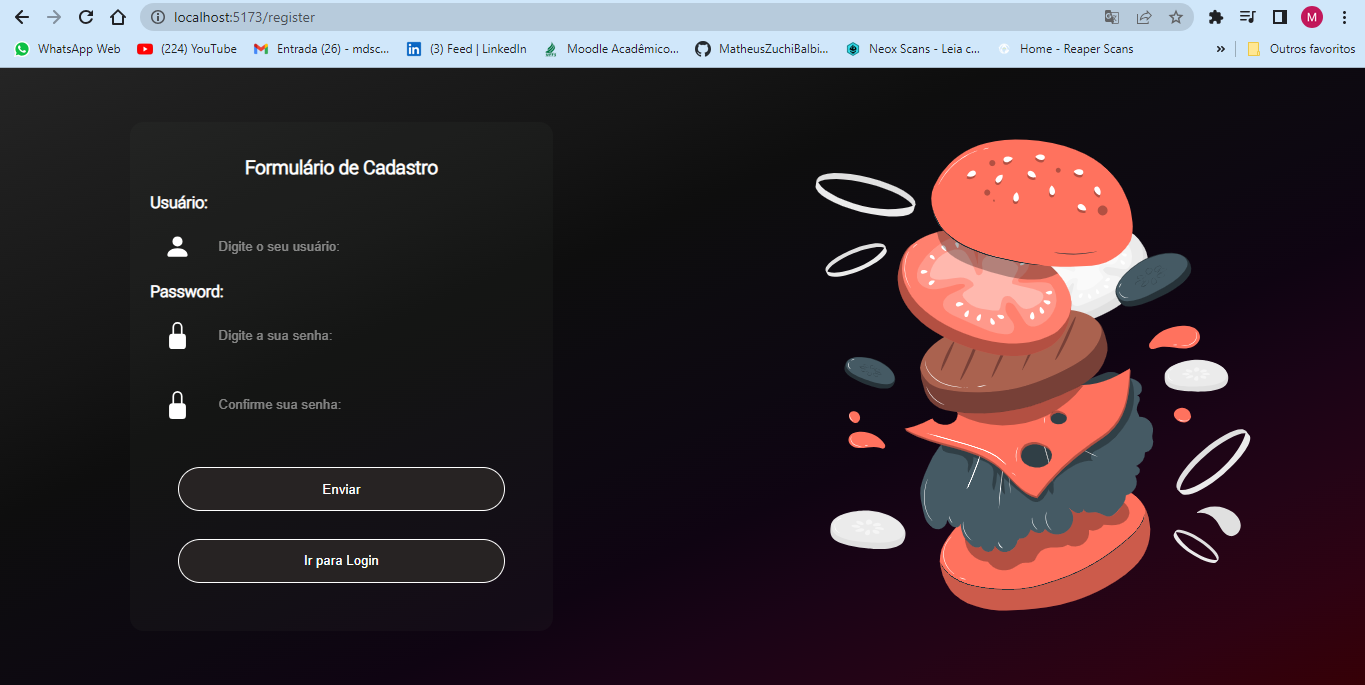 localhost:5173/register
M
WhatsApp Web (224) YouTube Entrada (26) - mdsc... (3) Feed | LinkedIn Moodle Acadêmico... MatheusZuchiBalbi... Neox Scans - Leia c... Home - Reaper Scans » Outros favoritos
Formulário de Cadastro
Usuário:
Digite o seu usuário:
Password:
Digite a sua senha:
Confirme sua senha:
Enviar
Ir para Login